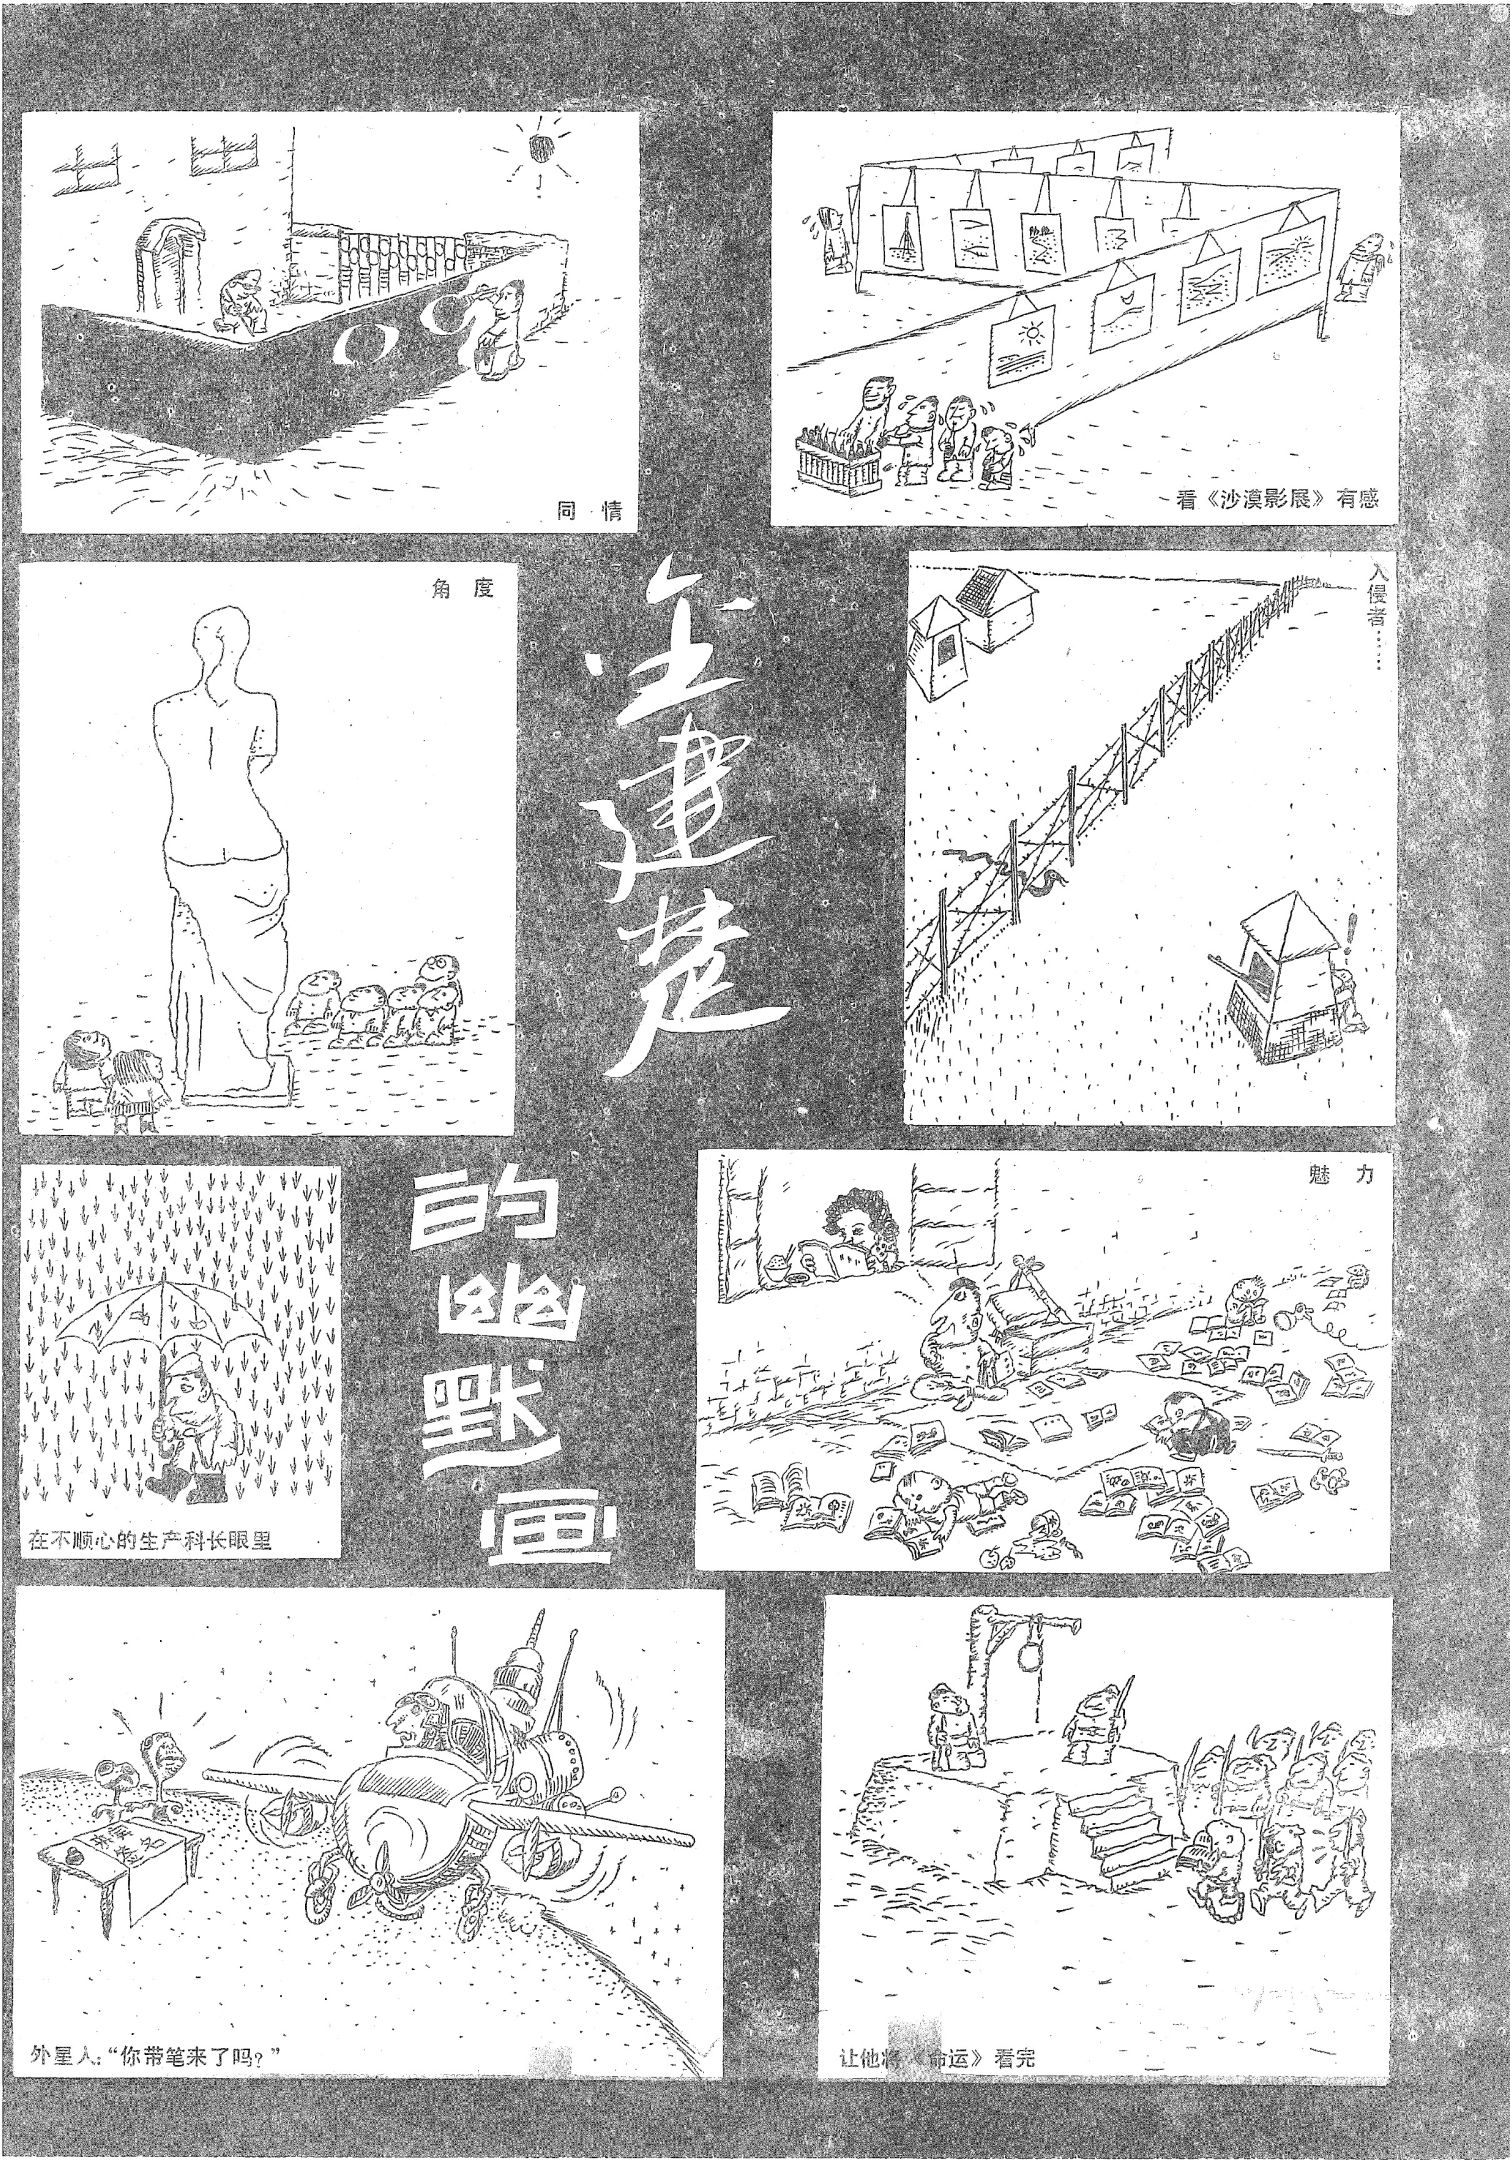 同情
看《沙漠影展》有感
角度
入侵者……
金建楚
的
幽
默
画
魅力
在不顺心的生产科长眼里
外星人：“你带笔来了吗？”
让他将《命运》看完